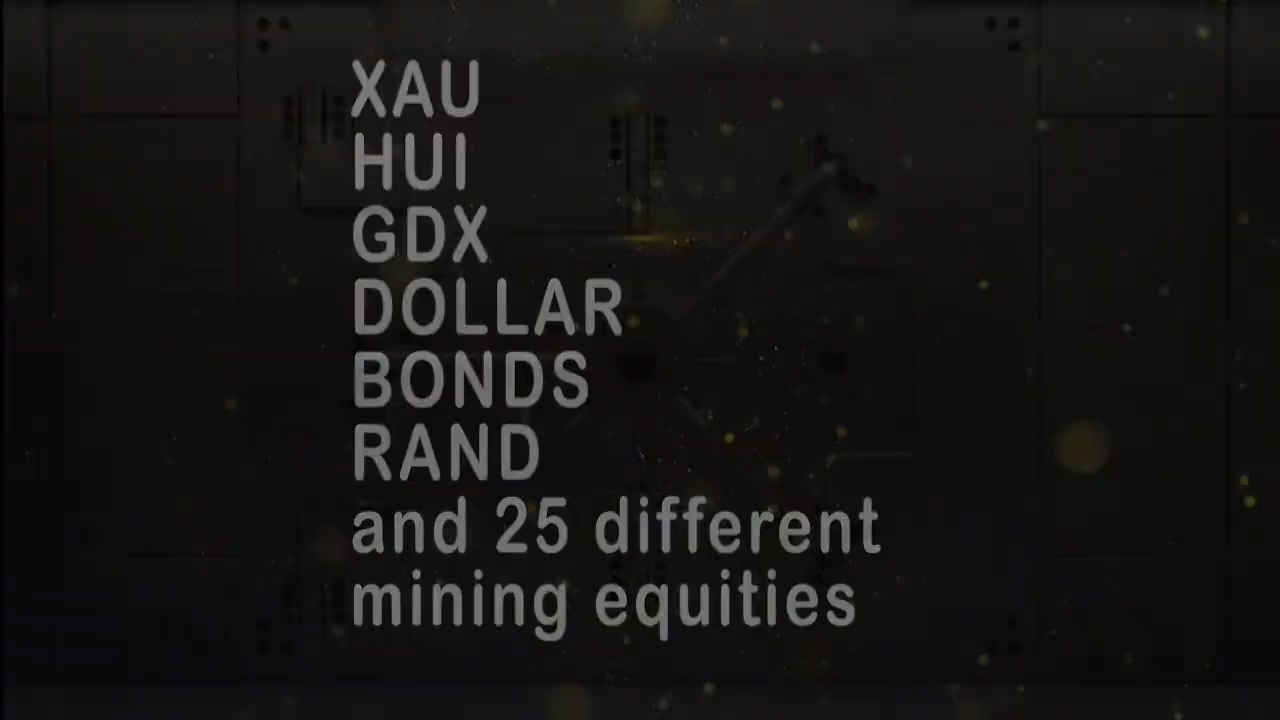 XAU
HUI
GDX
DOLLAR
BONDS
RAND
and 25 different
mining equities